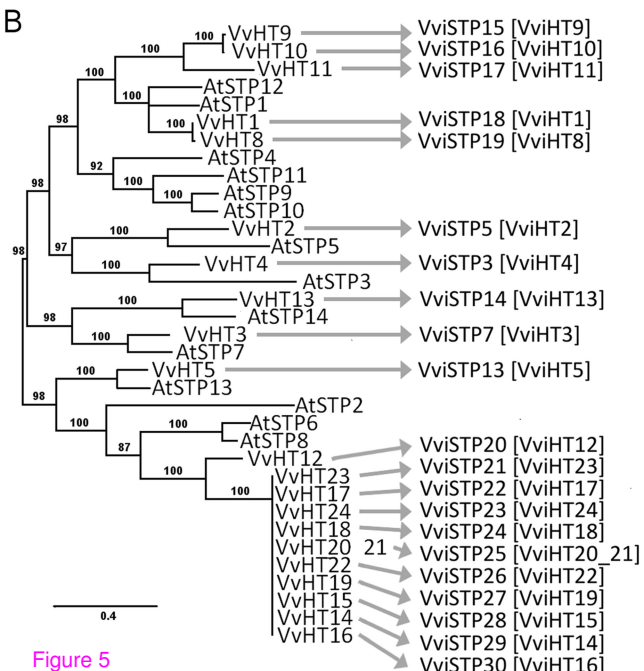 B
100 VvHT9 VviSTP15 [VviHT9]
VvHT10 VviSTP16 [VviHT10]
100 VvHT11 VviSTP17 [VviHT11]
100 AtSTP12
100 AtSTP1
100 VvHT1 VviSTP18 [VviHT1]
98 VvHT8 VviSTP19 [VviHT8]
92 AtSTP4
100 AtSTP11
100 AtSTP9
AtSTP10
98 100 VvHT2 VviSTP5 [VviHT2]
98 97 AtSTP5
100 VvHT4 VviSTP3 [VviHT4]
AtSTP3
100 VvHT13 VviSTP14 [VviHT13]
98 AtSTP14
100 VvHT3 VviSTP7 [VviHT3]
AtSTP7
100 VvHT5 VviSTP13 [VviHT5]
98 AtSTP13
AtSTP2
100 100 AtSTP6
87 AtSTP8
VvHT12 VviSTP20 [VviHT12]
100 VvHT23 VviSTP21 [VviHT23]
100 VvHT17 VviSTP22 [VviHT17]
VvHT24 VviSTP23 [VviHT24]
VvHT18 VviSTP24 [VviHT18]
VvHT20 21 VviSTP25 [VviHT20_21]
VvHT22 VviSTP26 [VviHT22]
VvHT19 VviSTP27 [VviHT19]
VvHT15 VviSTP28 [VviHT15]
VvHT14 VviSTP29 [VviHT14]
VvHT16 VviSTP30 [VviHT16]
0.4
Figure 5